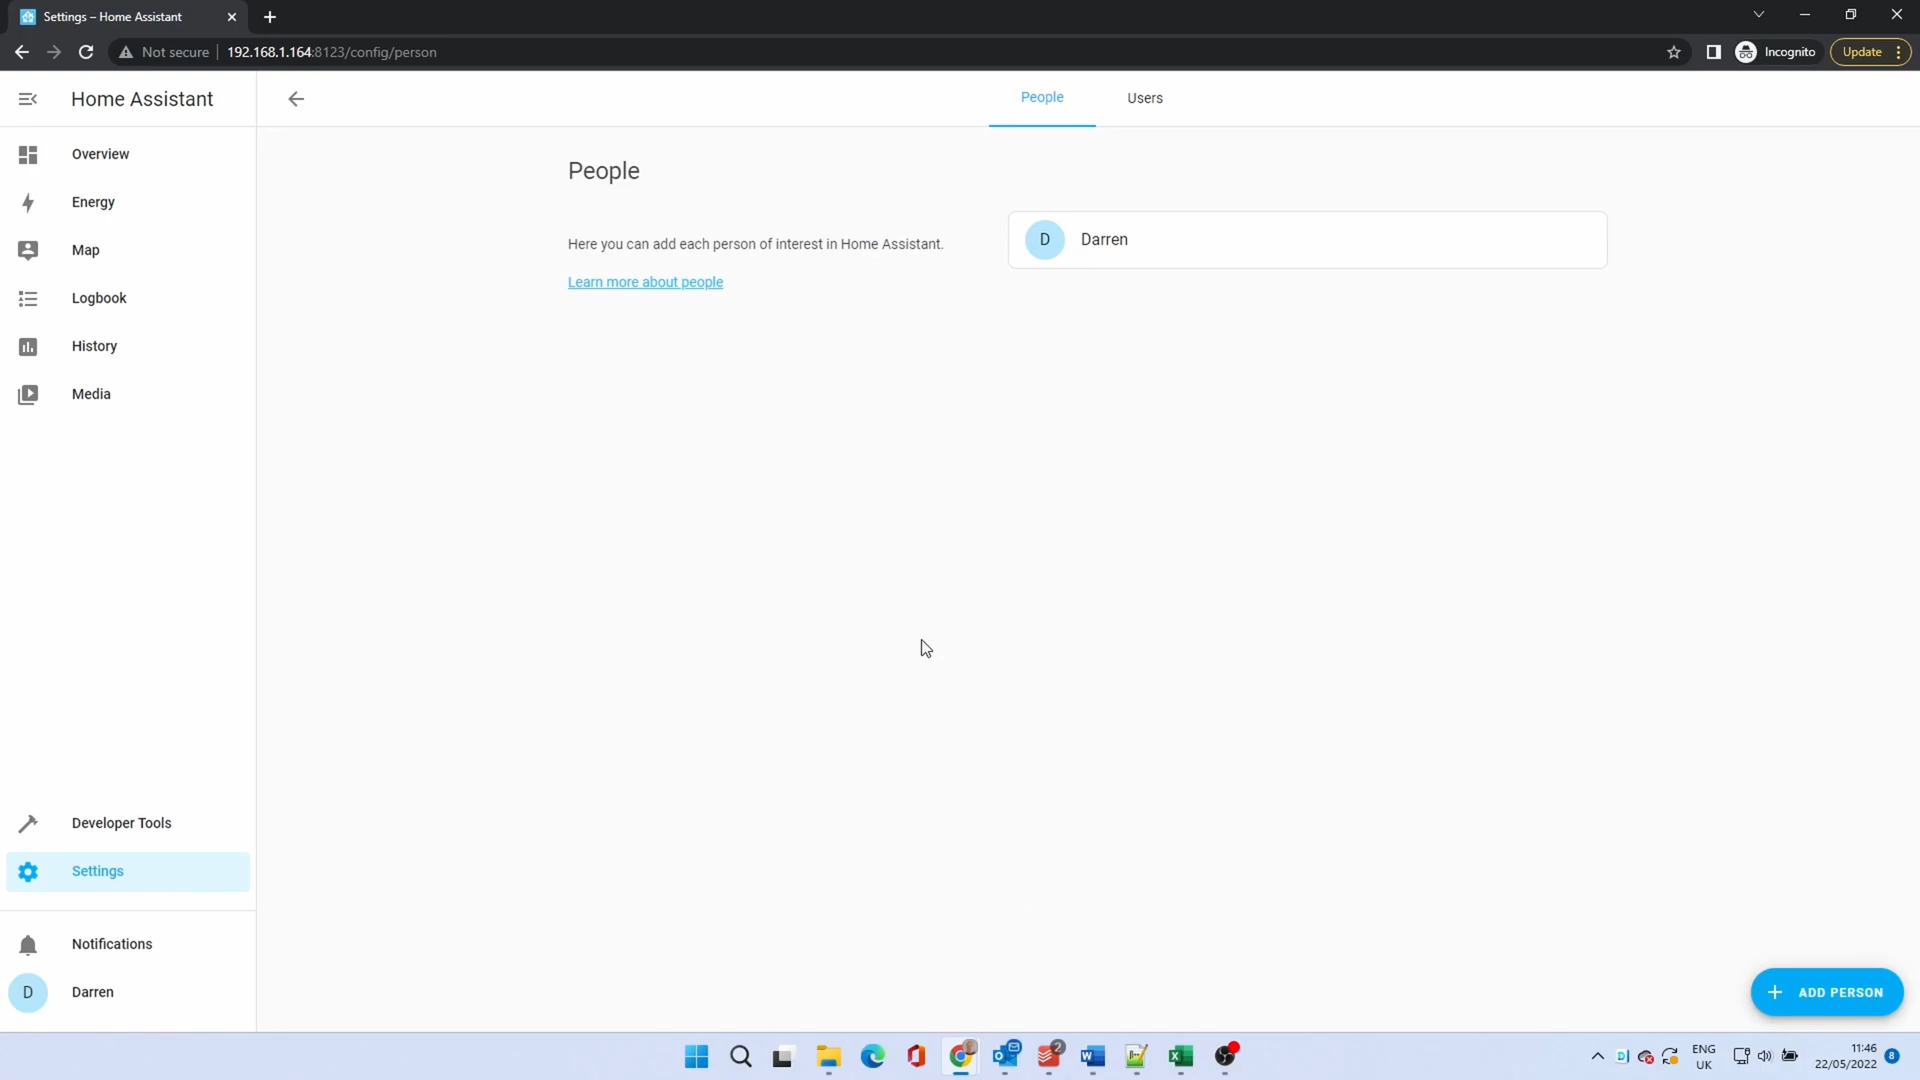 Settings – Home Assistant
Not secure
192.168.1.164:8123/config/person
Incognito
Update
Home Assistant
People
Users
Overview
Energy
Map
Logbook
History
Media
People
Here you can add each person of interest in Home Assistant.
Learn more about people
D
Darren
Developer Tools
Settings
Notifications
D
Darren
ADD PERSON
2
ENG
UK
11:46
22/05/2022
8